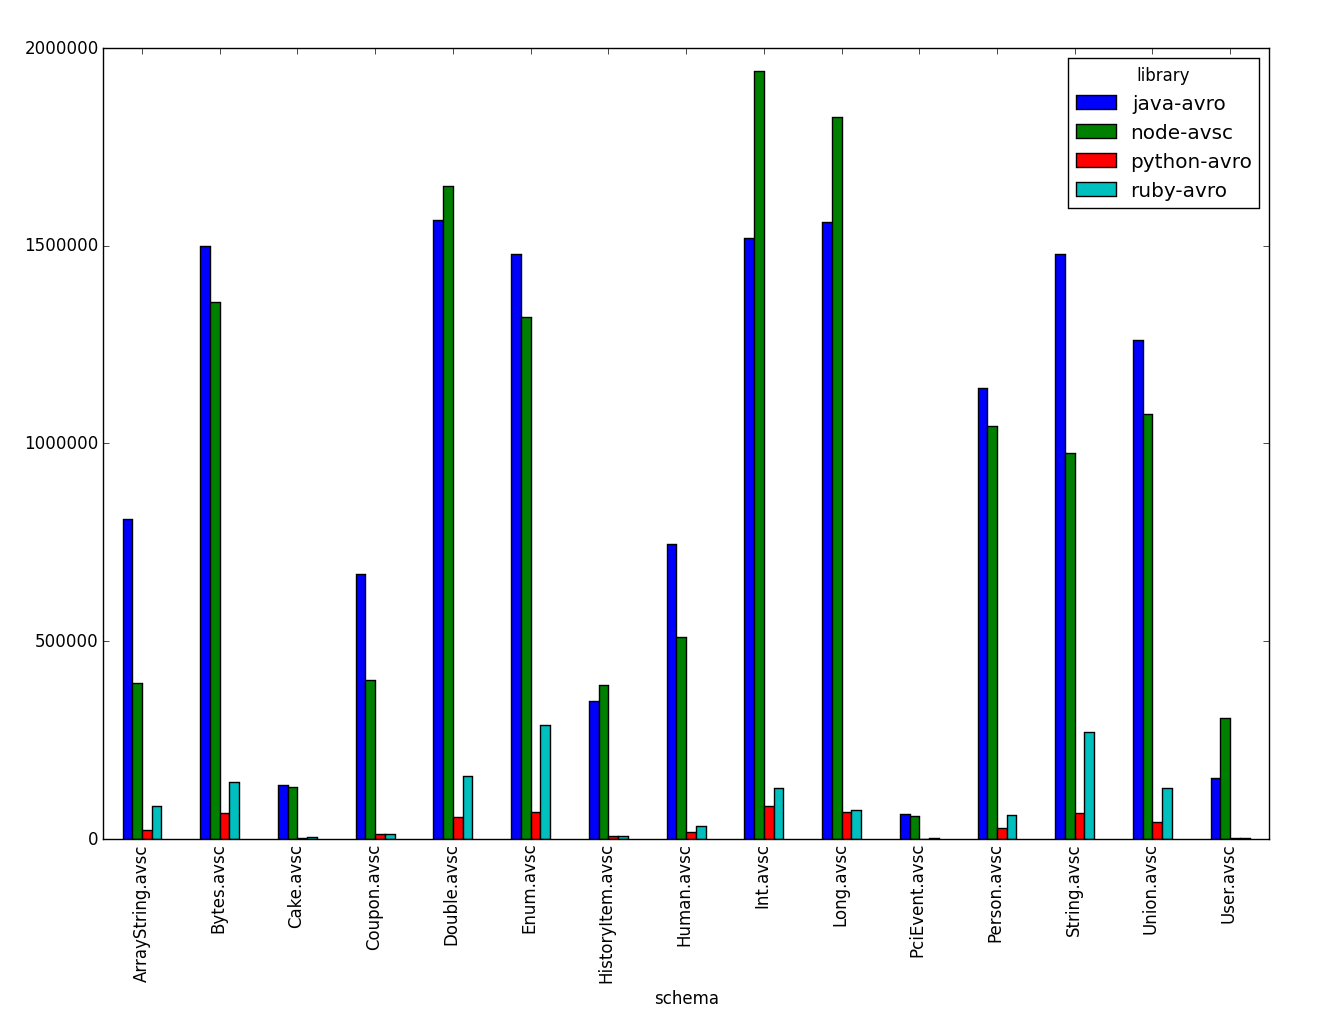 2000000
1500000
1000000
500000
0
library
java-avro
node-avsc
python-avro
ruby-avro
ArrayString.avsc
Bytes.avsc
Cake.avsc
Coupon.avsc
Double.avsc
Enum.avsc
HistoryItem.avsc
Human.avsc
Int.avsc
Long.avsc
PciEvent.avsc
Person.avsc
String.avsc
Union.avsc
User.avsc
schema